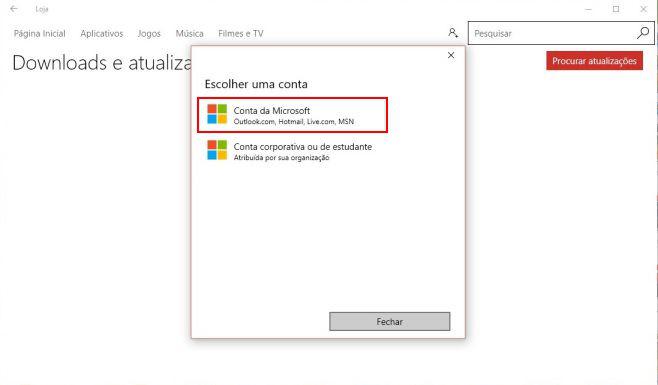 Loja
Página Inicial Aplicativos Jogos Música Filmes e TV Pesquisar
Downloads e atualiza
Procurar atualizações
Escolher uma conta
Conta da Microsoft
Outlook.com, Hotmail, Live.com, MSN
Conta corporativa ou de estudante
Atribuída por sua organização
Fechar